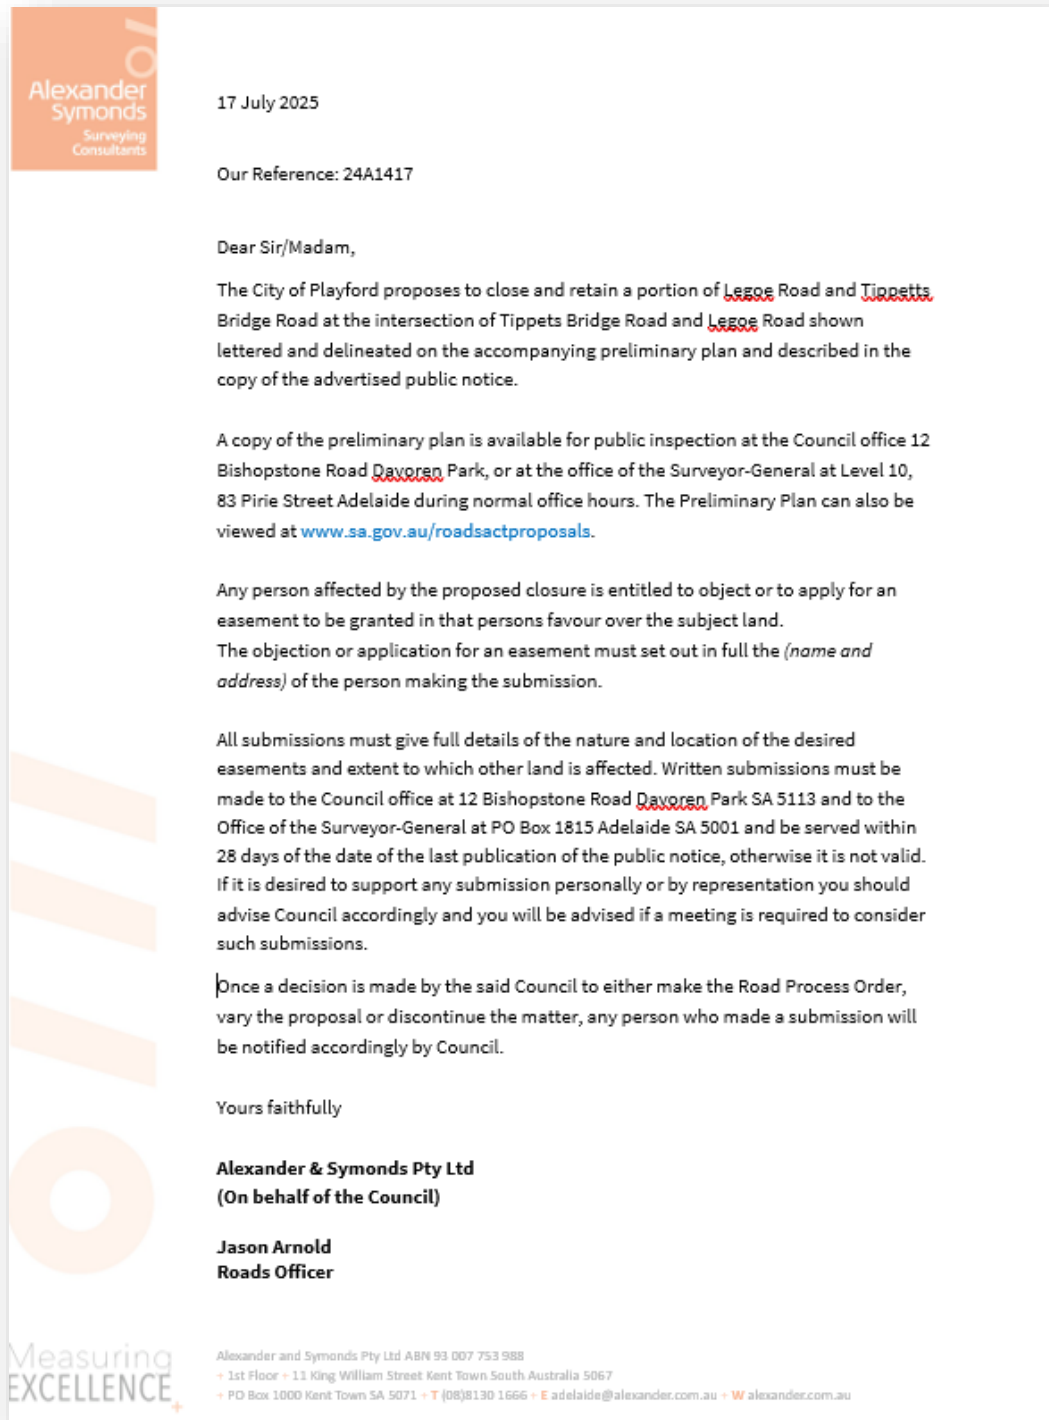 Alexander
Symonds
Surveying
Consultants
17 July 2025
Our Reference: 24A1417
Dear Sir/Madam,
The City of Playford proposes to close and retain a portion of Legoe Road and Tippetts
Bridge Road at the intersection of Tippets Bridge Road and Legoe Road shown
lettered and delineated on the accompanying preliminary plan and described in the
copy of the advertised public notice.
A copy of the preliminary plan is available for public inspection at the Council office 12
Bishopstone Road Davoren Park, or at the office of the Surveyor-General at Level 10,
83 Pirie Street Adelaide during normal office hours. The Preliminary Plan can also be
viewed at www.sa.gov.au/roadsactproposals.
Any person affected by the proposed closure is entitled to object or to apply for an
easement to be granted in that persons favour over the subject land.
The objection or application for an easement must set out in full the (name and
address) of the person making the submission.
All submissions must give full details of the nature and location of the desired
easements and extent to which other land is affected. Written submissions must be
made to the Council office at 12 Bishopstone Road Davoren Park SA 5113 and to the
Office of the Surveyor-General at PO Box 1815 Adelaide SA 5001 and be served within
28 days of the date of the last publication of the public notice, otherwise it is not valid.
If it is desired to support any submission personally or by representation you should
advise Council accordingly and you will be advised if a meeting is required to consider
such submissions.
Once a decision is made by the said Council to either make the Road Process Order,
vary the proposal or discontinue the matter, any person who made a submission will
be notified accordingly by Council.
Yours faithfully
Alexander & Symonds Pty Ltd
(On behalf of the Council)
Jason Arnold
Roads Officer
Measuring
EXCELLENCE
Alexander and Symonds Pty Ltd ABN 93 007 753 988
+ 1st Floor + 11 King William Street Kent Town South Australia 5067
+ PO Box 1000 Kent Town SA 5071 + T (08)8130 1666 + E adelaide@alexander.com.au + W alexander.com.au